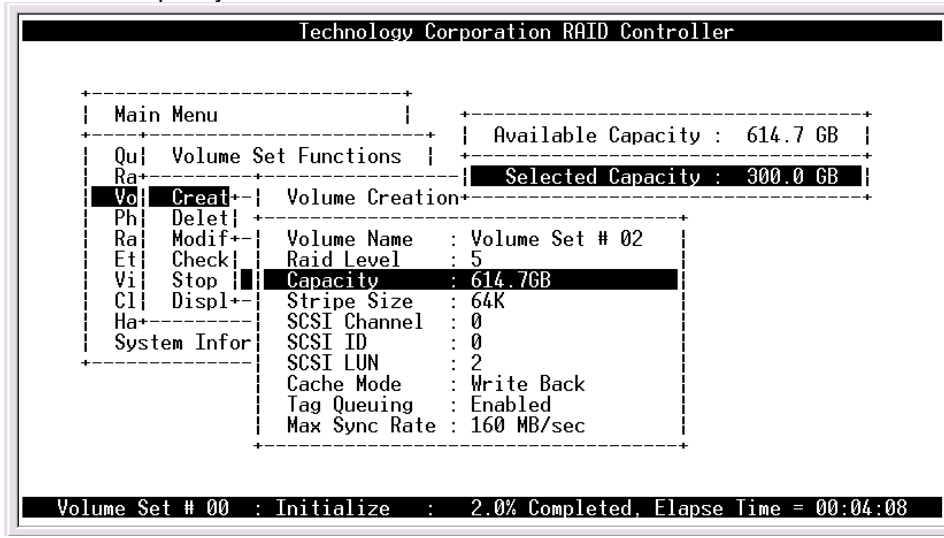 Technology Corporation RAID Controller
Main Menu
Available Capacity : 614.7 GB
Qu Volume Set Functions
Ra
Selected Capacity : 300.0 GB
Vo Creat Volume Creation
Ph Delet
Ra Modif Volume Name : Volume Set # 02
Et Check Raid Level : 5
Vi Stop Capacity : 614.7GB
Cl Displ Stripe Size : 64K
Ha SCSI Channel : 0
System Infor SCSI ID : 0
SCSI LUN : 2
Cache Mode : Write Back
Tag Queuing : Enabled
Max Sync Rate : 160 MB/sec
Volume Set # 00 : Initialize : 2.0% Completed, Elapse Time = 00:04:08